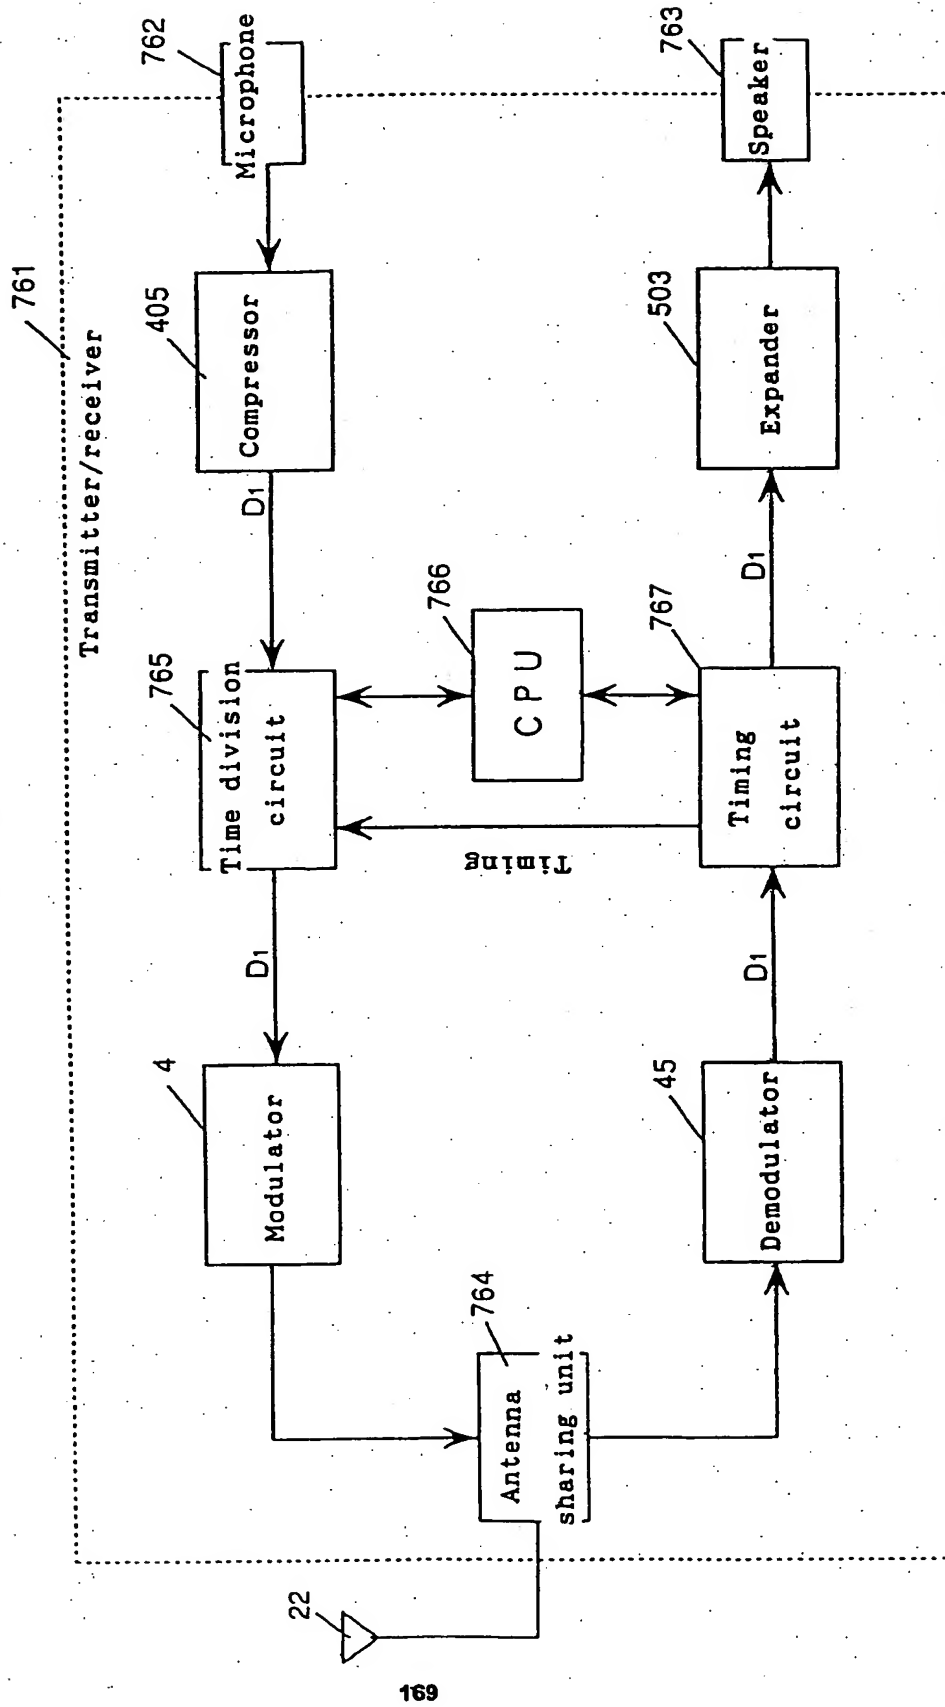 761
Transmitter/receiver
762
Microphone
405
Compressor
D1
765
Time division
circuit
D1
4
Modulator
764
Antenna
sharing unit
22
766
CPU
Timing
763
Speaker
503
Expander
D1
767
Timing
circuit
D1
45
Demodulator
169